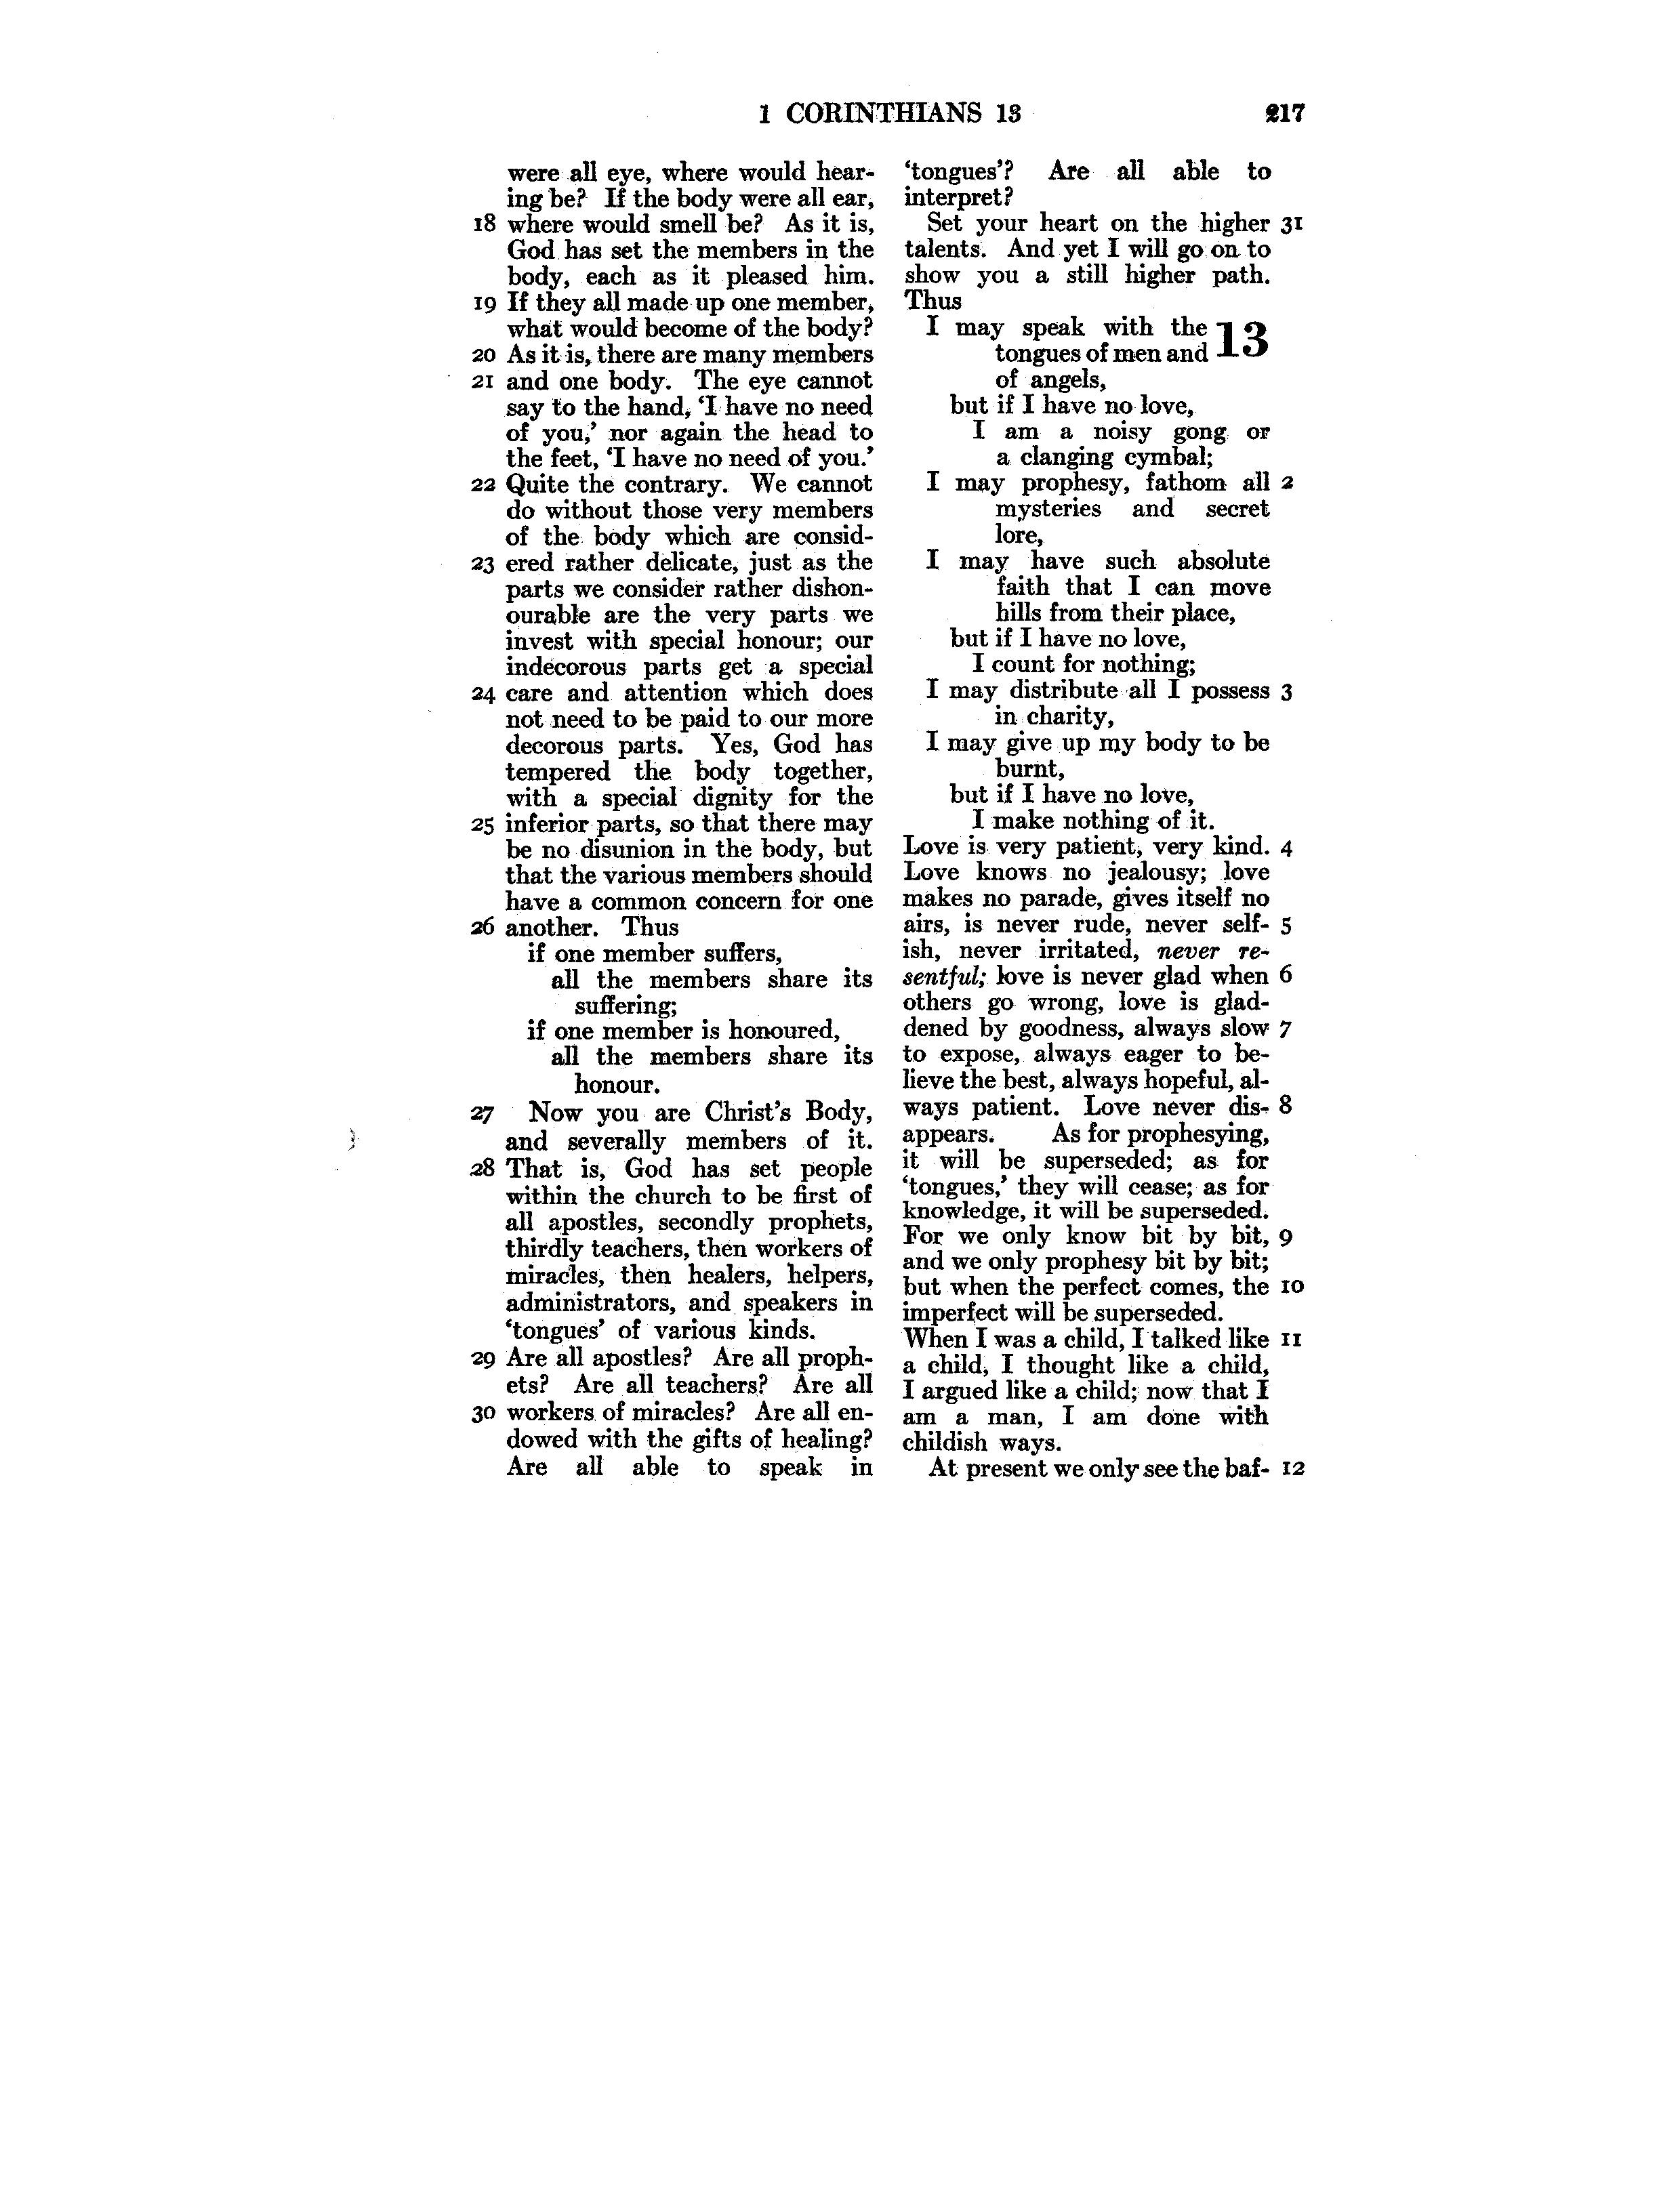 1 CORINTHIANS 13 217
were all eye, where would hear-
ing be? If the body were all ear,
18 where would smell be? As it is,
God has set the members in the
body, each as it pleased him.
19 If they all made up one member,
what would become of the body?
20 As it is, there are many members
21 and one body. The eye cannot
say to the hand, ‘I have no need
of you,’ nor again the head to
the feet, ‘I have no need of you.’
22 Quite the contrary. We cannot
do without those very members
of the body which are consid-
23 ered rather delicate, just as the
parts we consider rather dishon-
ourable are the very parts we
invest with special honour; our
indecorous parts get a special
24 care and attention which does
not need to be paid to our more
decorous parts. Yes, God has
tempered the body together,
with a special dignity for the
25 inferior parts, so that there may
be no disunion in the body, but
that the various members should
have a common concern for one
26 another. Thus
if one member suffers,
all the members share its
suffering;
if one member is honoured,
all the members share its
honour.
27 Now you are Christ’s Body,
and severally members of it.
28 That is, God has set people
within the church to be first of
all apostles, secondly prophets,
thirdly teachers, then workers of
miracles, then healers, helpers,
administrators, and speakers in
‘tongues’ of various kinds.
29 Are all apostles? Are all proph-
ets? Are all teachers? Are all
30 workers of miracles? Are all en-
dowed with the gifts of healing?
Are all able to speak in
‘tongues’? Are all able to
interpret?
Set your heart on the higher 31
talents. And yet I will go on to
show you a still higher path.
Thus
I may speak with the 13
tongues of men and
of angels,
but if I have no love,
I am a noisy gong or
a clanging cymbal;
I may prophesy, fathom all 2
mysteries and secret
lore,
I may have such absolute
faith that I can move
hills from their place,
but if I have no love,
I count for nothing;
I may distribute all I possess 3
in charity,
I may give up my body to be
burnt,
but if I have no love,
I make nothing of it.
Love is very patient, very kind. 4
Love knows no jealousy; love
makes no parade, gives itself no
airs, is never rude, never self- 5
ish, never irritated, never re-
sentful; love is never glad when 6
others go wrong, love is glad-
dened by goodness, always slow 7
to expose, always eager to be-
lieve the best, always hopeful, al-
ways patient. Love never dis- 8
appears. As for prophesying,
it will be superseded; as for
‘tongues,’ they will cease; as for
knowledge, it will be superseded.
For we only know bit by bit, 9
and we only prophesy bit by bit;
but when the perfect comes, the 10
imperfect will be superseded.
When I was a child, I talked like 11
a child, I thought like a child,
I argued like a child; now that I
am a man, I am done with
childish ways.
At present we only see the baf- 12